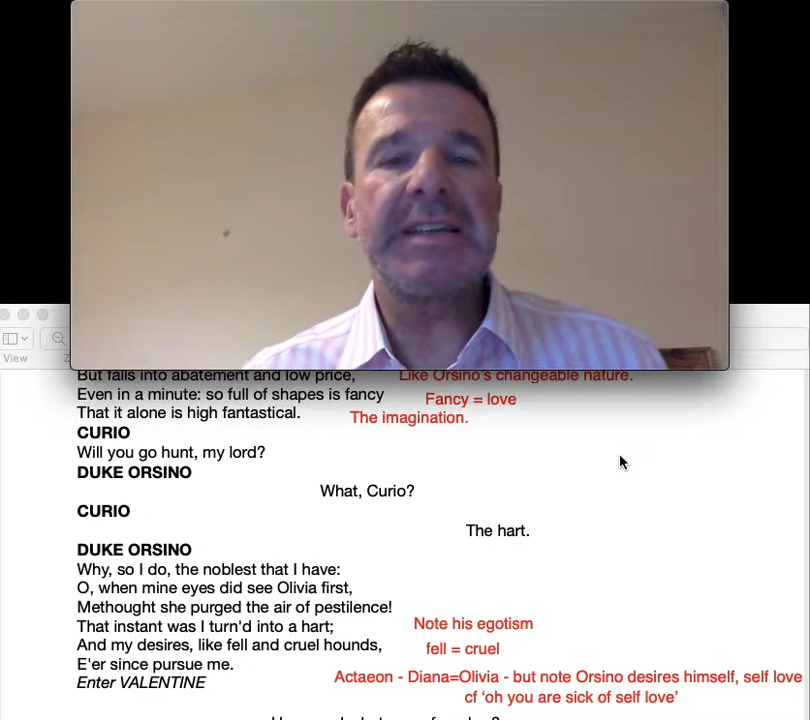 View
But falls into abatement and low price,
Like Orsino's changeable nature.
Even in a minute: so full of shapes is fancy
Fancy = love
That it alone is high fantastical.
The imagination.
CURIO
Will you go hunt, my lord?
DUKE ORSINO
What, Curio?
CURIO
The hart.
DUKE ORSINO
Why, so I do, the noblest that I have:
O, when mine eyes did see Olivia first,
Methought she purged the air of pestilence!
Note his egotism
That instant was I turn'd into a hart;
And my desires, like fell and cruel hounds,
fell = cruel
E'er since pursue me.
Actaeon - Diana=Olivia - but note Orsino desires himself, self love
Enter VALENTINE
cf 'oh you are sick of self love'